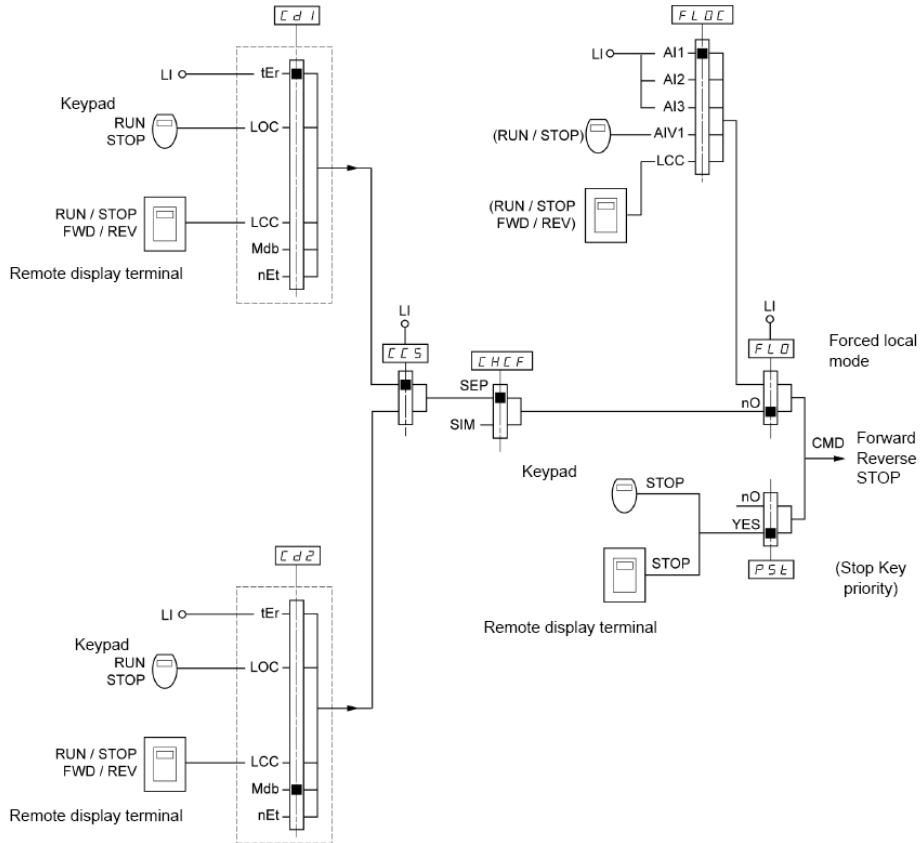 Cd1
LI
tEr
Keypad
RUN
STOP
LOC
RUN / STOP
FWD / REV
LCC
Mdb
nEt
Remote display terminal
FLOC
LI
AI1
AI2
AI3
(RUN / STOP)
AIV1
LCC
(RUN / STOP
FWD / REV)
LI
CCS
CHCF
SEP
SIM
LI
FLO
Forced local
mode
nO
CMD
Forward
Reverse
STOP
Keypad
STOP
nO
YES
STOP
PSt
(Stop Key
priority)
Remote display terminal
Cd2
LI
tEr
Keypad
RUN
STOP
LOC
RUN / STOP
FWD / REV
LCC
Mdb
nEt
Remote display terminal